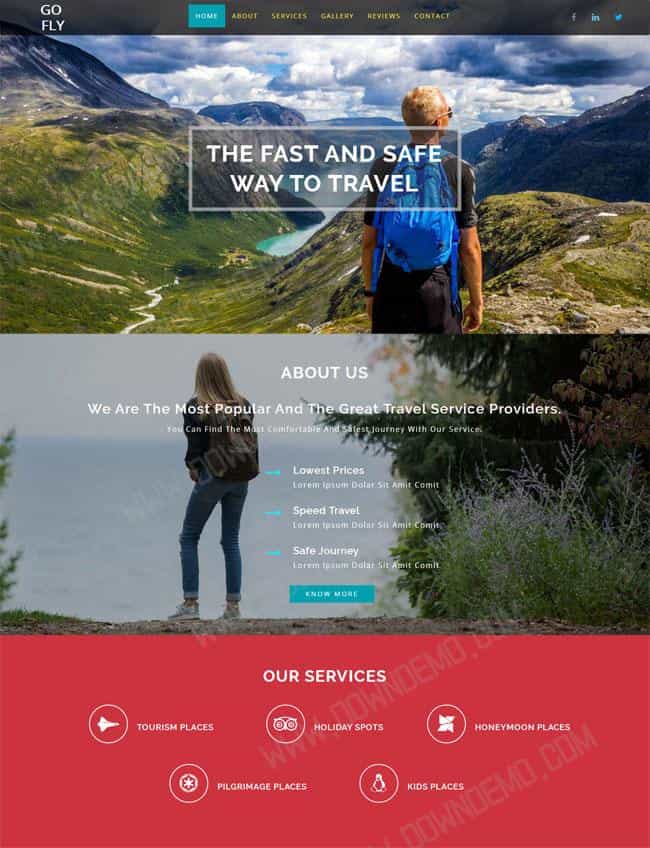 GO
FLY
HOME ABOUT SERVICES GALLERY REVIEWS CONTACT
THE FAST AND SAFE
WAY TO TRAVEL
ABOUT US
We Are The Most Popular And The Great Travel Service Providers.
You Can Find The Most Comfortable And Safest Journey With Our Service.
Lowest Prices
Lorem Ipsum Dolar Sit Amit Comit
Speed Travel
Lorem Ipsum Dolar Sit Amit Comit
Safe Journey
Lorem Ipsum Dolar Sit Amit Comit
KNOW MORE
OUR SERVICES
TOURISM PLACES
HOLIDAY SPOTS
HONEYMOON PLACES
PILGRIMAGE PLACES
KIDS PLACES
WWW.DOWNDEMO.COM